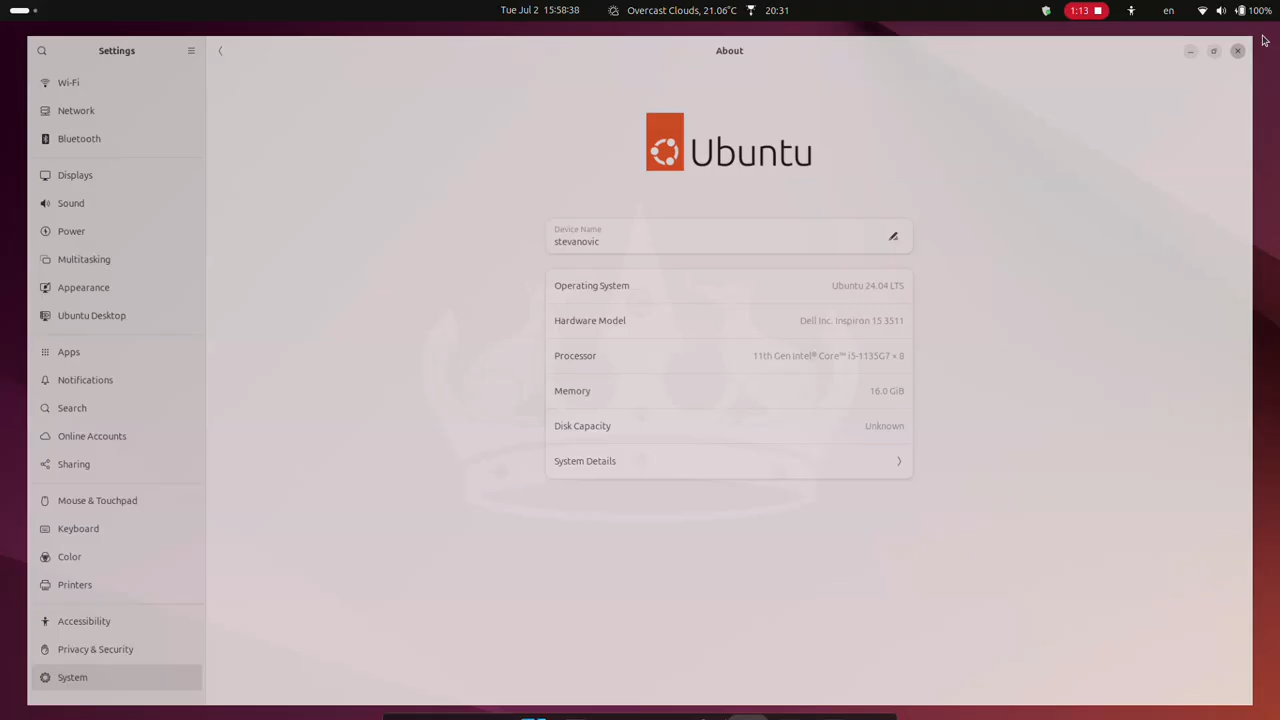 Tue Jul 2 15:58:38 Overcast Clouds, 21.06°C 20:31 1:13 en 100%
Settings
About
Wi-Fi
Network
Bluetooth
Displays
Sound
Power
Multitasking
Appearance
Ubuntu Desktop
Apps
Notifications
Search
Online Accounts
Sharing
Mouse & Touchpad
Keyboard
Color
Printers
Accessibility
Privacy & Security
System
Ubuntu
Device Name
stevanovic
Operating System Ubuntu 24.04 LTS
Hardware Model Dell Inc. Inspiron 15 3511
Processor 11th Gen Intel® Core™ i5-1135G7 × 8
Memory 16.0 GiB
Disk Capacity Unknown
System Details